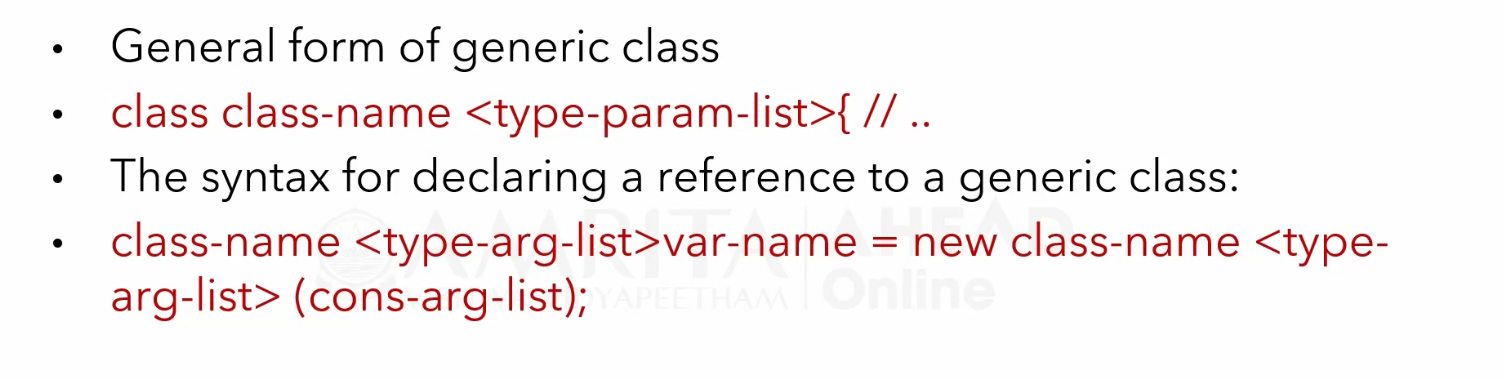 • General form of generic class
• class class-name <type-param-list>{ // ..
• The syntax for declaring a reference to a generic class:
• class-name <type-arg-list>var-name = new class-name <type-
arg-list> (cons-arg-list);
AMRITA AHEAD
Online